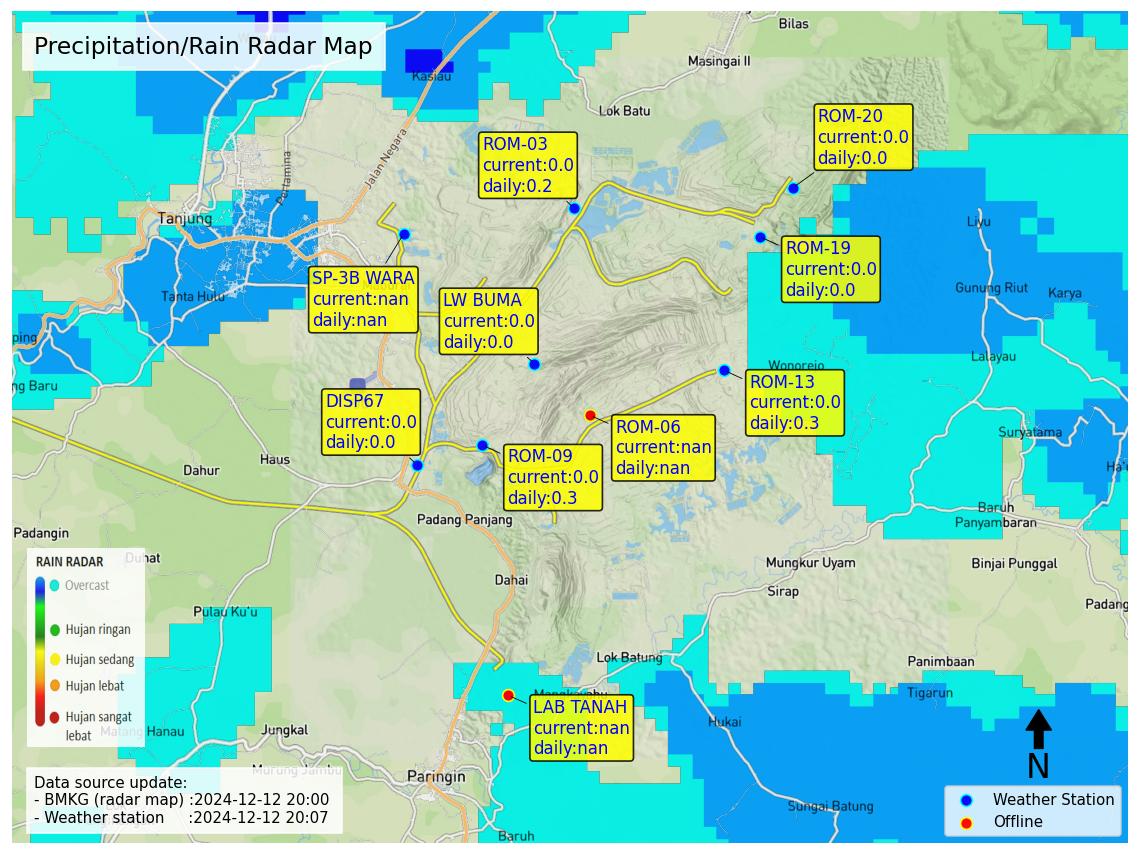 Precipitation/Rain Radar Map
Bilas
Masingai II
Kasiau
Lok Batu
ROM-20
current:0.0
daily:0.0
ROM-03
current:0.0
daily:0.2
Jalan Negara
Pertamina
Tanjung
Liyu
ROM-19
current:0.0
daily:0.0
SP-3B WARA
current:nan
daily:nan
Tanta Hulu
LW BUMA
current:0.0
daily:0.0
Gunung Riut
Karya
ping
Lalayau
Wonorejo
ng Baru
ROM-13
current:0.0
daily:0.3
DISP67
current:0.0
daily:0.0
ROM-06
current:nan
daily:nan
Suryatama
ROM-09
current:0.0
daily:0.3
Haus
Dahur
Padang Panjang
Baruh
Panyambaran
Padangin
Duhat
Mungkur Uyam
Binjai Punggal
Dahai
Sirap
Padang
RAIN RADAR
Overcast
Hujan ringan
Hujan sedang
Hujan lebat
Hujan sangat
lebat
Pulau Ku'u
Lok Batung
Panimbaan
Tigarun
LAB TANAH
current:nan
daily:nan
Hukai
Matang Hanau
Jungkal
Murung Jambu
Paringin
N
Data source update:
- BMKG (radar map) :2024-12-12 20:00
- Weather station :2024-12-12 20:07
Sungai Batung
Baruh
Weather Station
Offline